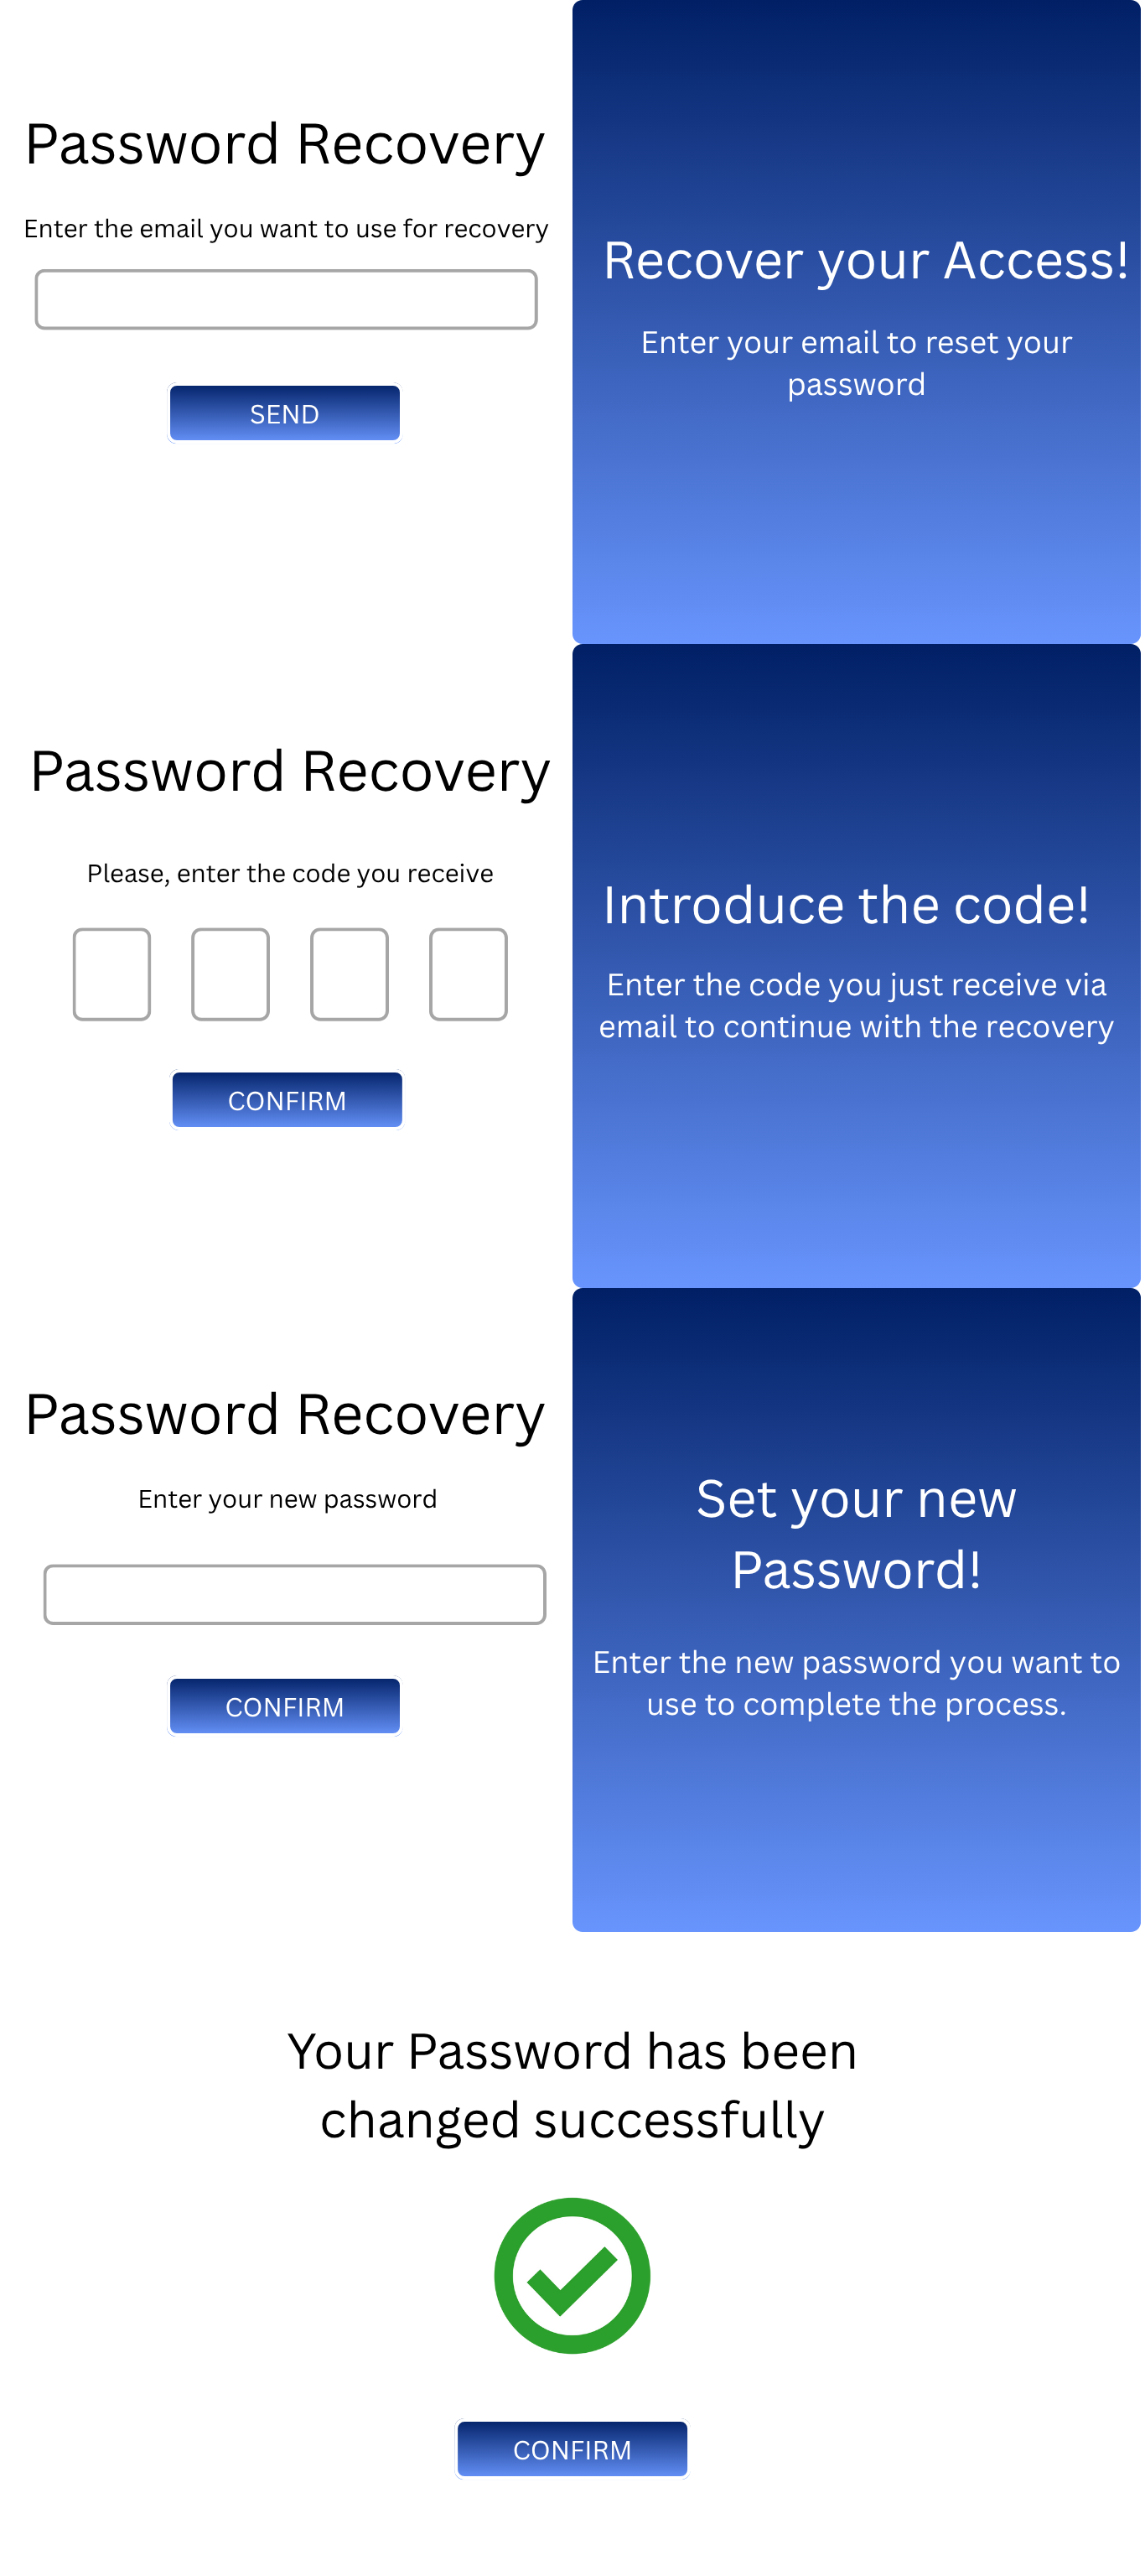 Password Recovery
Enter the email you want to use for recovery
SEND
Recover your Access!
Enter your email to reset your
password
Password Recovery
Please, enter the code you receive
CONFIRM
Introduce the code!
Enter the code you just receive via
email to continue with the recovery
Password Recovery
Enter your new password
CONFIRM
Set your new
Password!
Enter the new password you want to
use to complete the process.
Your Password has been
changed successfully
CONFIRM